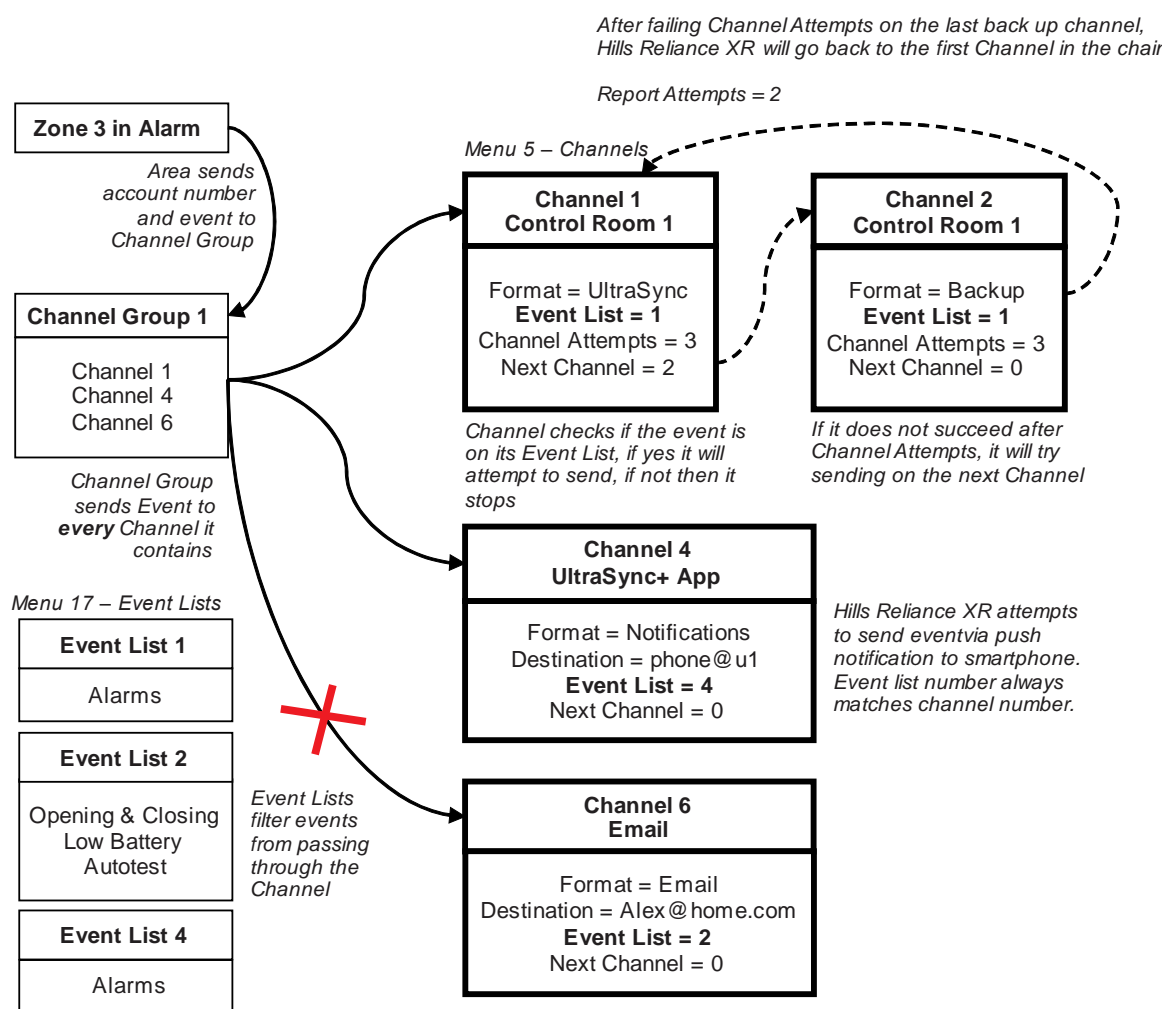 After failing Channel Attempts on the last back up channel,
Hills Reliance XR will go back to the first Channel in the chair
Report Attempts = 2
Zone 3 in Alarm
Area sends
account number
and event to
Channel Group
Channel Group 1
Channel 1
Channel 4
Channel 6
Channel Group
sends Event to
every Channel it
contains
Menu 5 – Channels
Channel 1
Control Room 1
Format = UltraSync
Event List = 1
Channel Attempts = 3
Next Channel = 2
Channel checks if the event is
on its Event List, if yes it will
attempt to send, if not then it
stops
Channel 2
Control Room 1
Format = Backup
Event List = 1
Channel Attempts = 3
Next Channel = 0
If it does not succeed after
Channel Attempts, it will try
sending on the next Channel
Channel 4
UltraSync+ App
Format = Notifications
Destination = phone@u1
Event List = 4
Next Channel = 0
Hills Reliance XR attempts
to send eventvia push
notification to smartphone.
Event list number always
matches channel number.
Menu 17 – Event Lists
Event List 1
Alarms
Event List 2
Opening & Closing
Low Battery
Autotest
Event List 4
Alarms
Event Lists
filter events
from passing
through the
Channel
Channel 6
Email
Format = Email
Destination = Alex@home.com
Event List = 2
Next Channel = 0